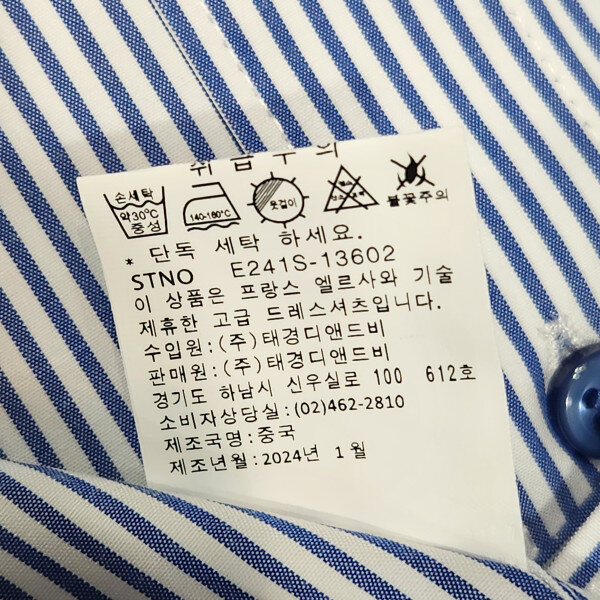 취급주의
손세탁
약30℃
중성
140-160℃
옷걸이
불꽃주의
* 단독 세탁 하세요.
STNO E241S-13602
이 상품은 프랑스 엘르사와 기술
제휴한 고급 드레스셔츠입니다.
수입원:(주)태경디앤드비
판매원:(주)태경디앤드비
경기도 하남시 신우실로 100 612호
소비자상담실:(02)462-2810
제조국명:중국
제조년월:2024년 1월